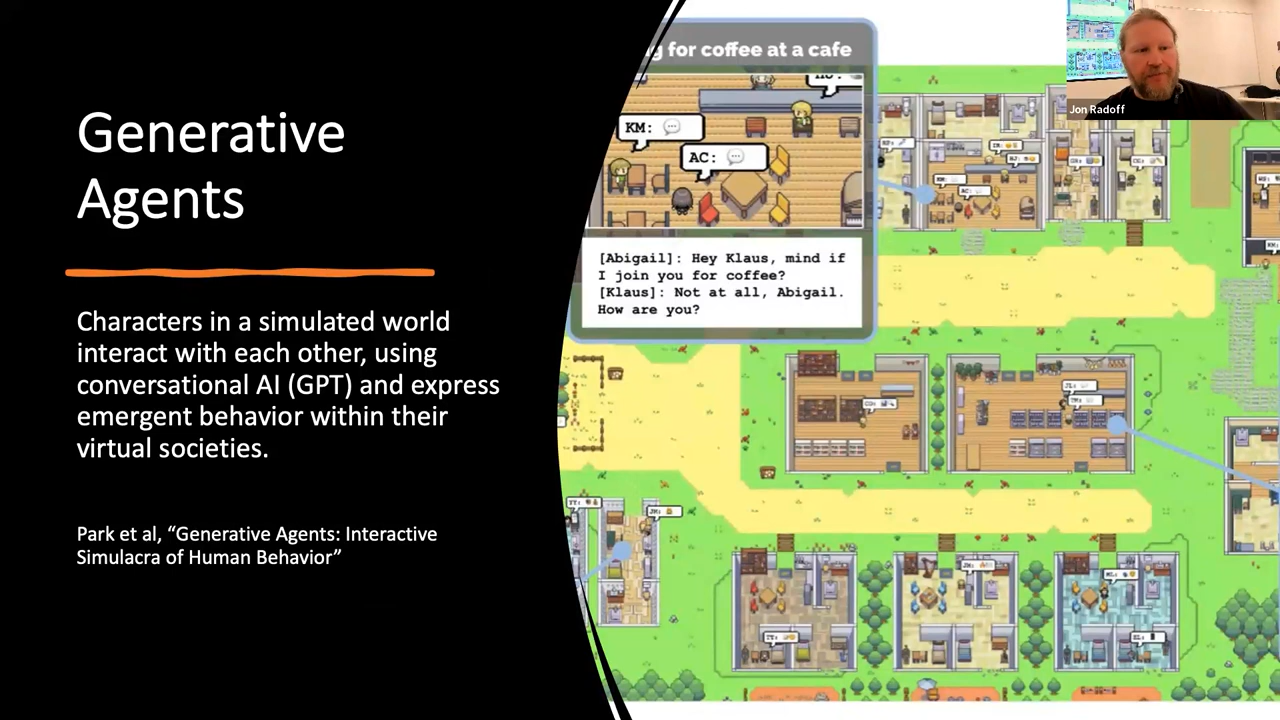 Generative
Agents
Characters in a simulated world
interact with each other, using
conversational AI (GPT) and express
emergent behavior within their
virtual societies.
Park et al, “Generative Agents: Interactive
Simulacra of Human Behavior”
for coffee at a cafe
KM:
AC:
[Abigail]: Hey Klaus, mind if
I join you for coffee?
[Klaus]: Not at all, Abigail.
How are you?
Jon Radoff